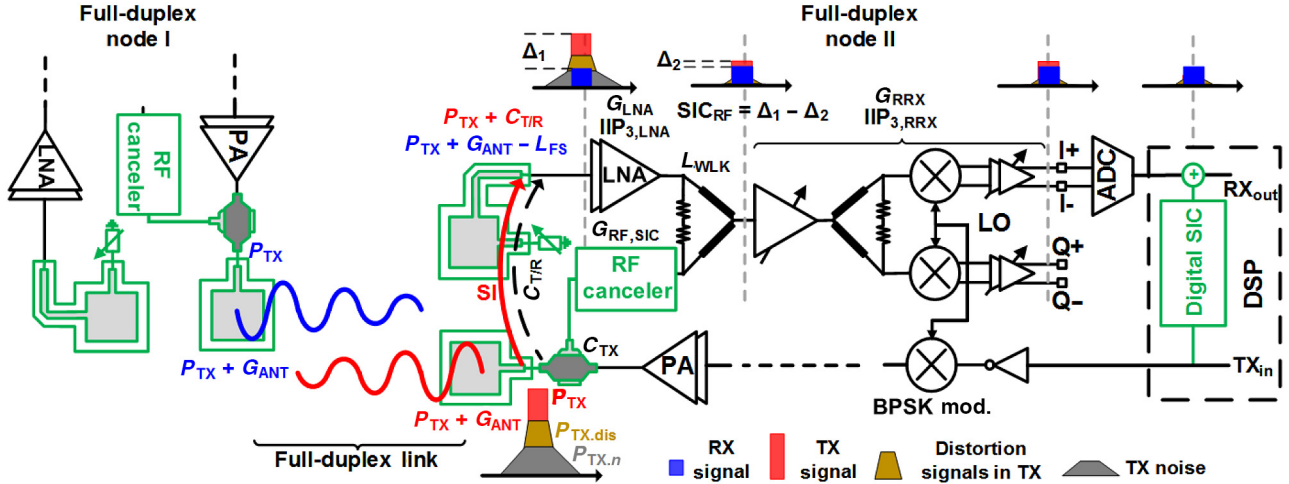 Full-duplex
node I
Full-duplex
node II
Δ1
Δ2
SICRF = Δ1 – Δ2
GLNA
IIP3,LNA
GRRX
IIP3,RRX
PTX + CT/R
PTX + GANT – LFS
LNA
RF
canceler
PA
PTX
LNA
LWLK
LO
I+
I-
Q+
Q–
ADC
RXout
Digital SIC
DSP
GRF,SIC
RF
canceler
SI
CT/R
CTX
PA
BPSK mod.
TXin
PTX + GANT
PTX + GANT
PTX
PTX.dis
PTX.n
Full-duplex link
RX
signal
TX
signal
Distortion
signals in TX
TX noise